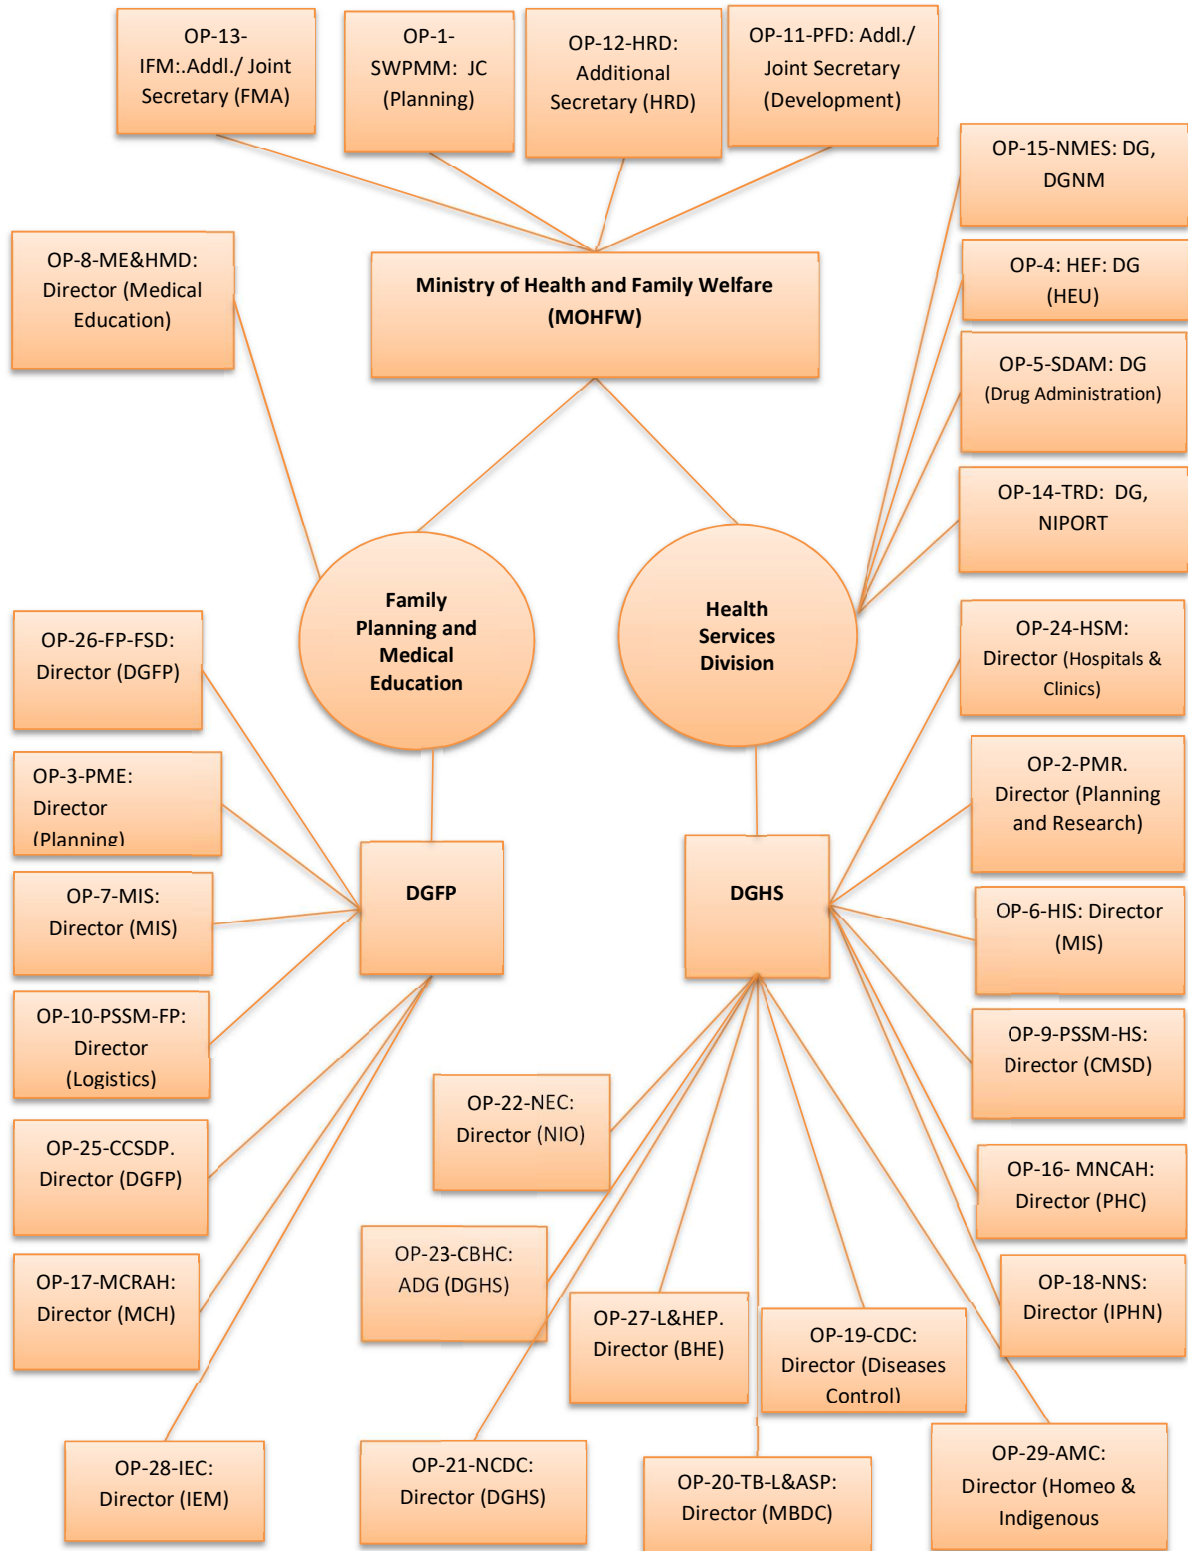 OP-13-
IFM:.Addl./ Joint
Secretary (FMA)
OP-1-
SWPMM:  JC
(Planning)
OP-12-HRD:
Additional
Secretary (HRD)
OP-11-PFD: Addl./
Joint Secretary
(Development)
OP-15-NMES: DG,
DGNM
OP-8-ME&HMD:
Director (Medical
Education)
Ministry of Health and Family Welfare
(MOHFW)
OP-4: HEF: DG
(HEU)
OP-5-SDAM: DG
(Drug Administration)
OP-14-TRD:  DG,
NIPORT
Family
Planning and
Medical
Education
Health
Services
Division
OP-26-FP-FSD:
Director (DGFP)
OP-24-HSM:
Director (Hospitals &
Clinics)
OP-3-PME:
Director
(Planning)
OP-2-PMR.
Director (Planning
and Research)
DGFP
DGHS
OP-7-MIS:
Director (MIS)
OP-6-HIS: Director
(MIS)
OP-10-PSSM-FP:
Director
(Logistics)
OP-9-PSSM-HS:
Director (CMSD)
OP-22-NEC:
Director (NIO)
OP-25-CCSDP.
Director (DGFP)
OP-16- MNCAH:
Director (PHC)
OP-23-CBHC:
ADG (DGHS)
OP-17-MCRAH:
Director (MCH)
OP-18-NNS:
Director (IPHN)
OP-27-L&HEP.
Director (BHE)
OP-19-CDC:
Director (Diseases
Control)
OP-28-IEC:
Director (IEM)
OP-21-NCDC:
Director (DGHS)
OP-20-TB-L&ASP:
Director (MBDC)
OP-29-AMC:
Director (Homeo &
Indigenous